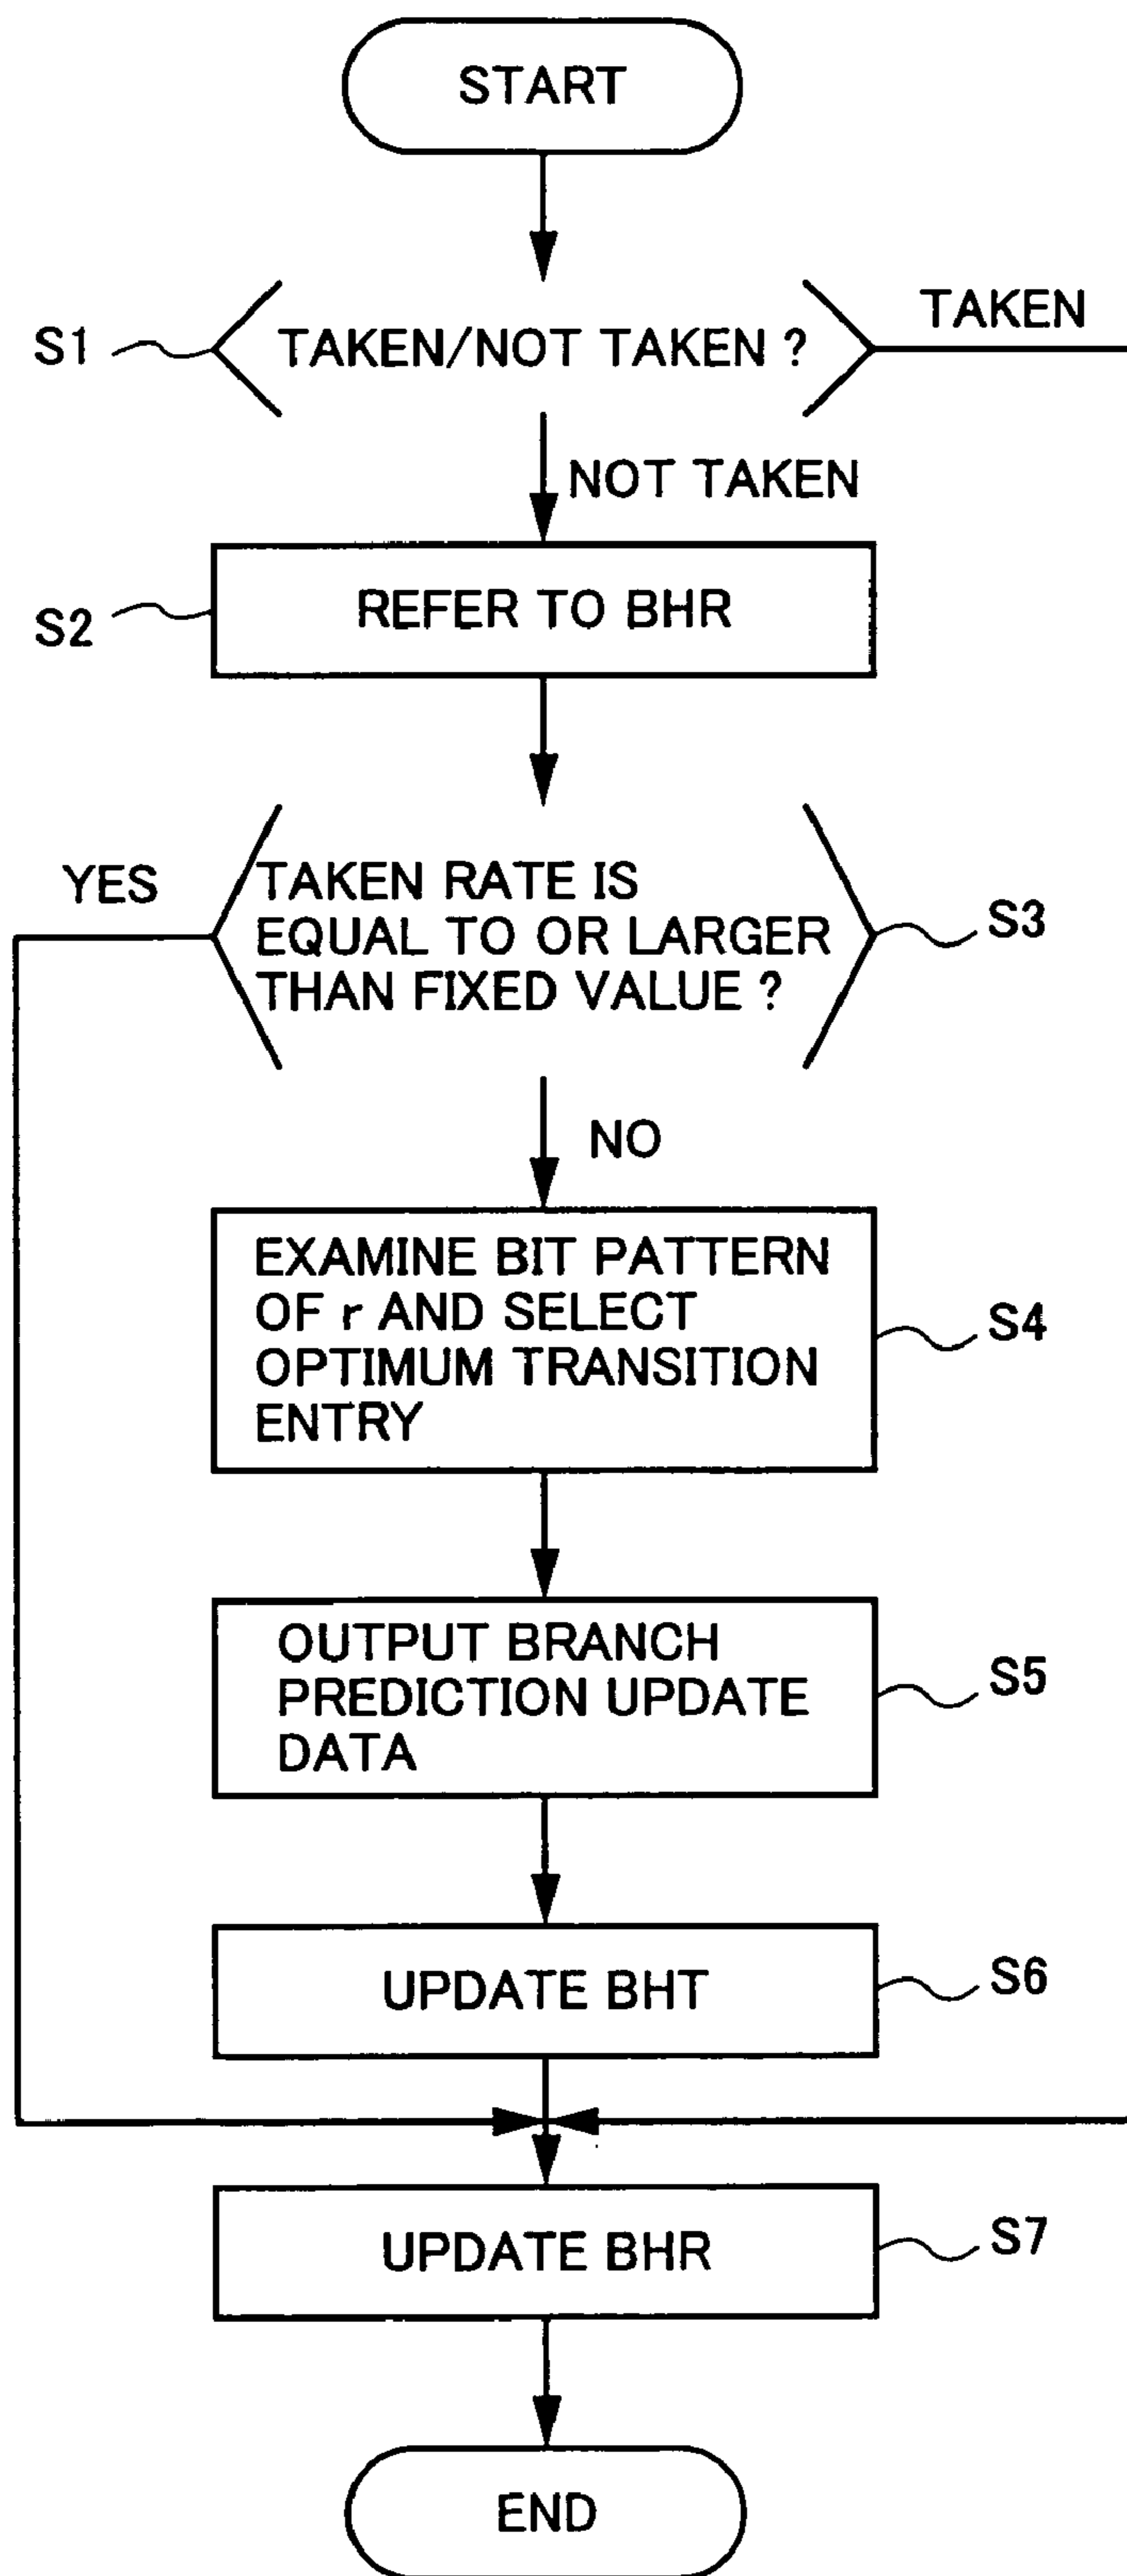 START
S1
TAKEN/NOT TAKEN ?
TAKEN
NOT TAKEN
S2
REFER TO BHR
YES
TAKEN RATE IS
EQUAL TO OR LARGER
THAN FIXED VALUE ?
S3
NO
EXAMINE BIT PATTERN
OF r AND SELECT
OPTIMUM TRANSITION
ENTRY
S4
OUTPUT BRANCH
PREDICTION UPDATE
DATA
S5
UPDATE BHT
S6
UPDATE BHR
S7
END